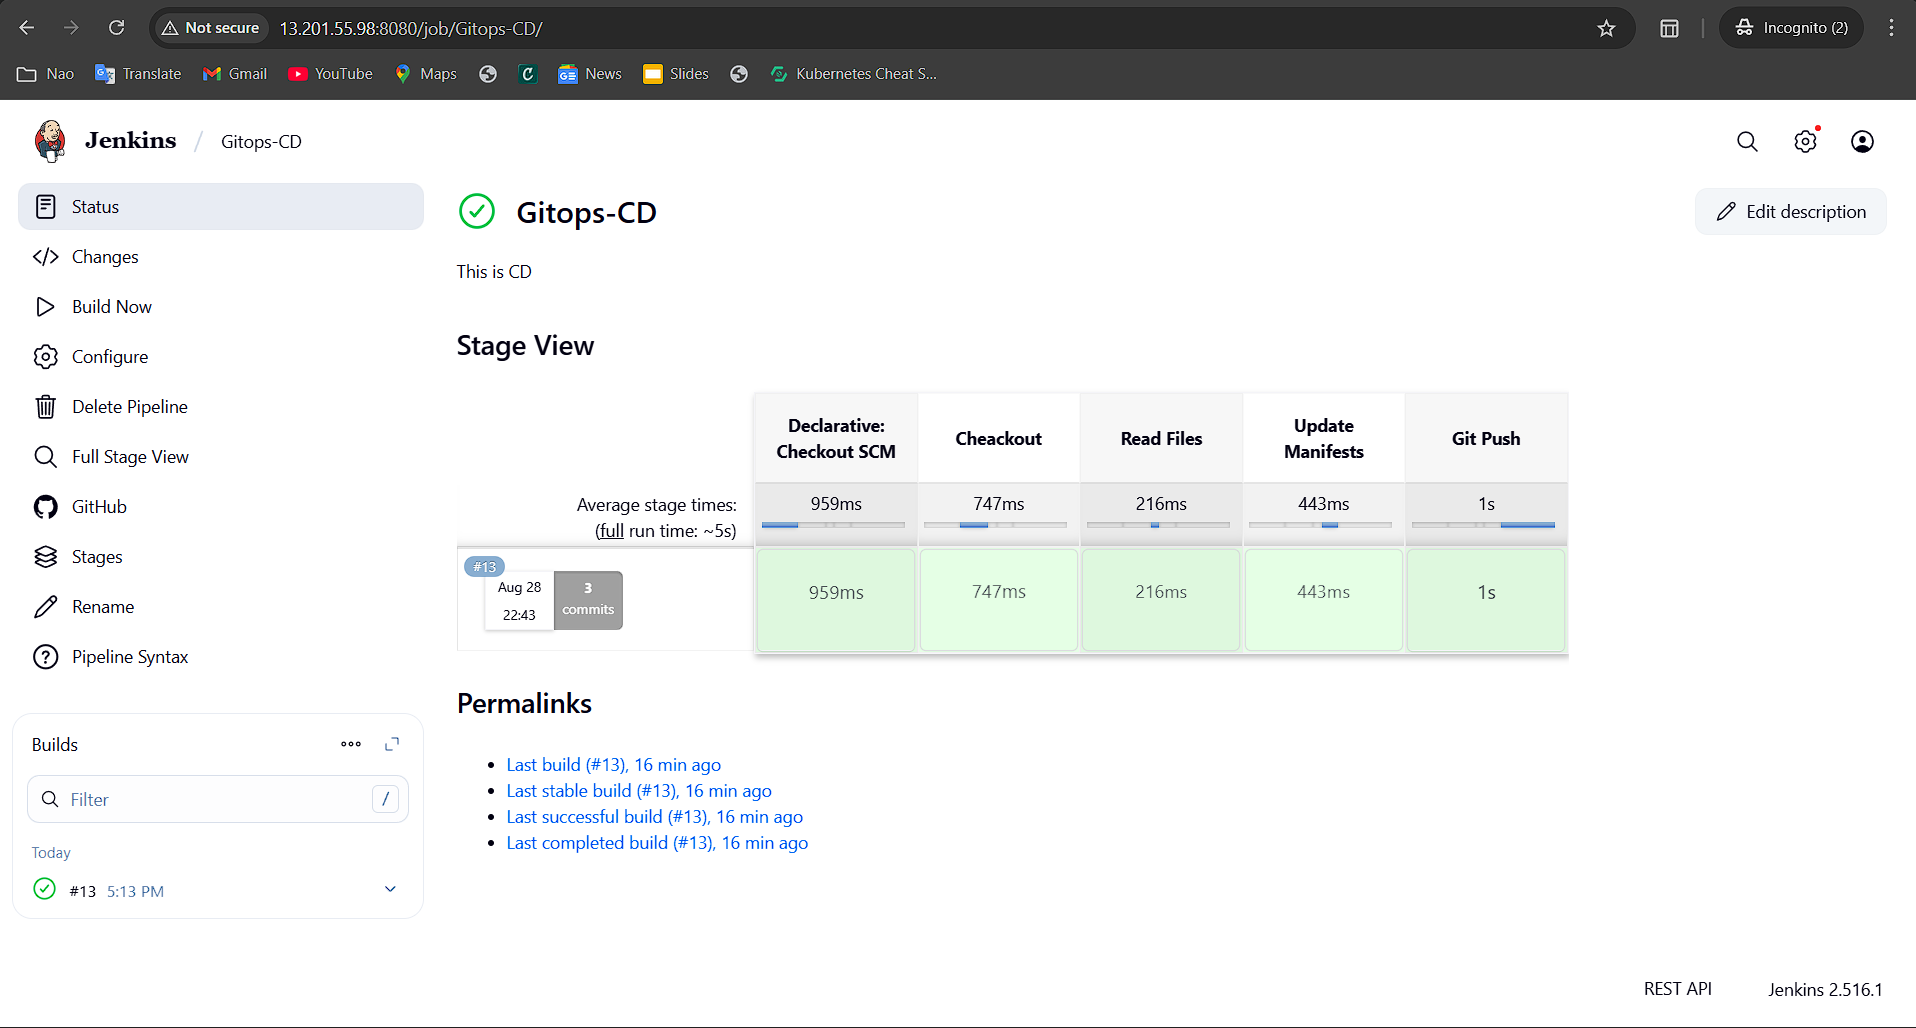 Not secure 13.201.55.98:8080/job/Gitops-CD/ Incognito (2)
Nao Translate Gmail YouTube Maps News Slides Kubernetes Cheat S...
Jenkins / Gitops-CD
Status
Changes
Build Now
Configure
Delete Pipeline
Full Stage View
GitHub
Stages
Rename
Pipeline Syntax
Builds
Filter /
Today
#13 5:13 PM
Gitops-CD
Edit description
This is CD
Stage View
Declarative:
Checkout SCM
Cheackout
Read Files
Update
Manifests
Git Push
Average stage times:
(full run time: ~5s)
959ms 747ms 216ms 443ms 1s
#13
Aug 28
22:43
3
commits
959ms 747ms 216ms 443ms 1s
Permalinks
Last build (#13), 16 min ago
Last stable build (#13), 16 min ago
Last successful build (#13), 16 min ago
Last completed build (#13), 16 min ago
REST API Jenkins 2.516.1